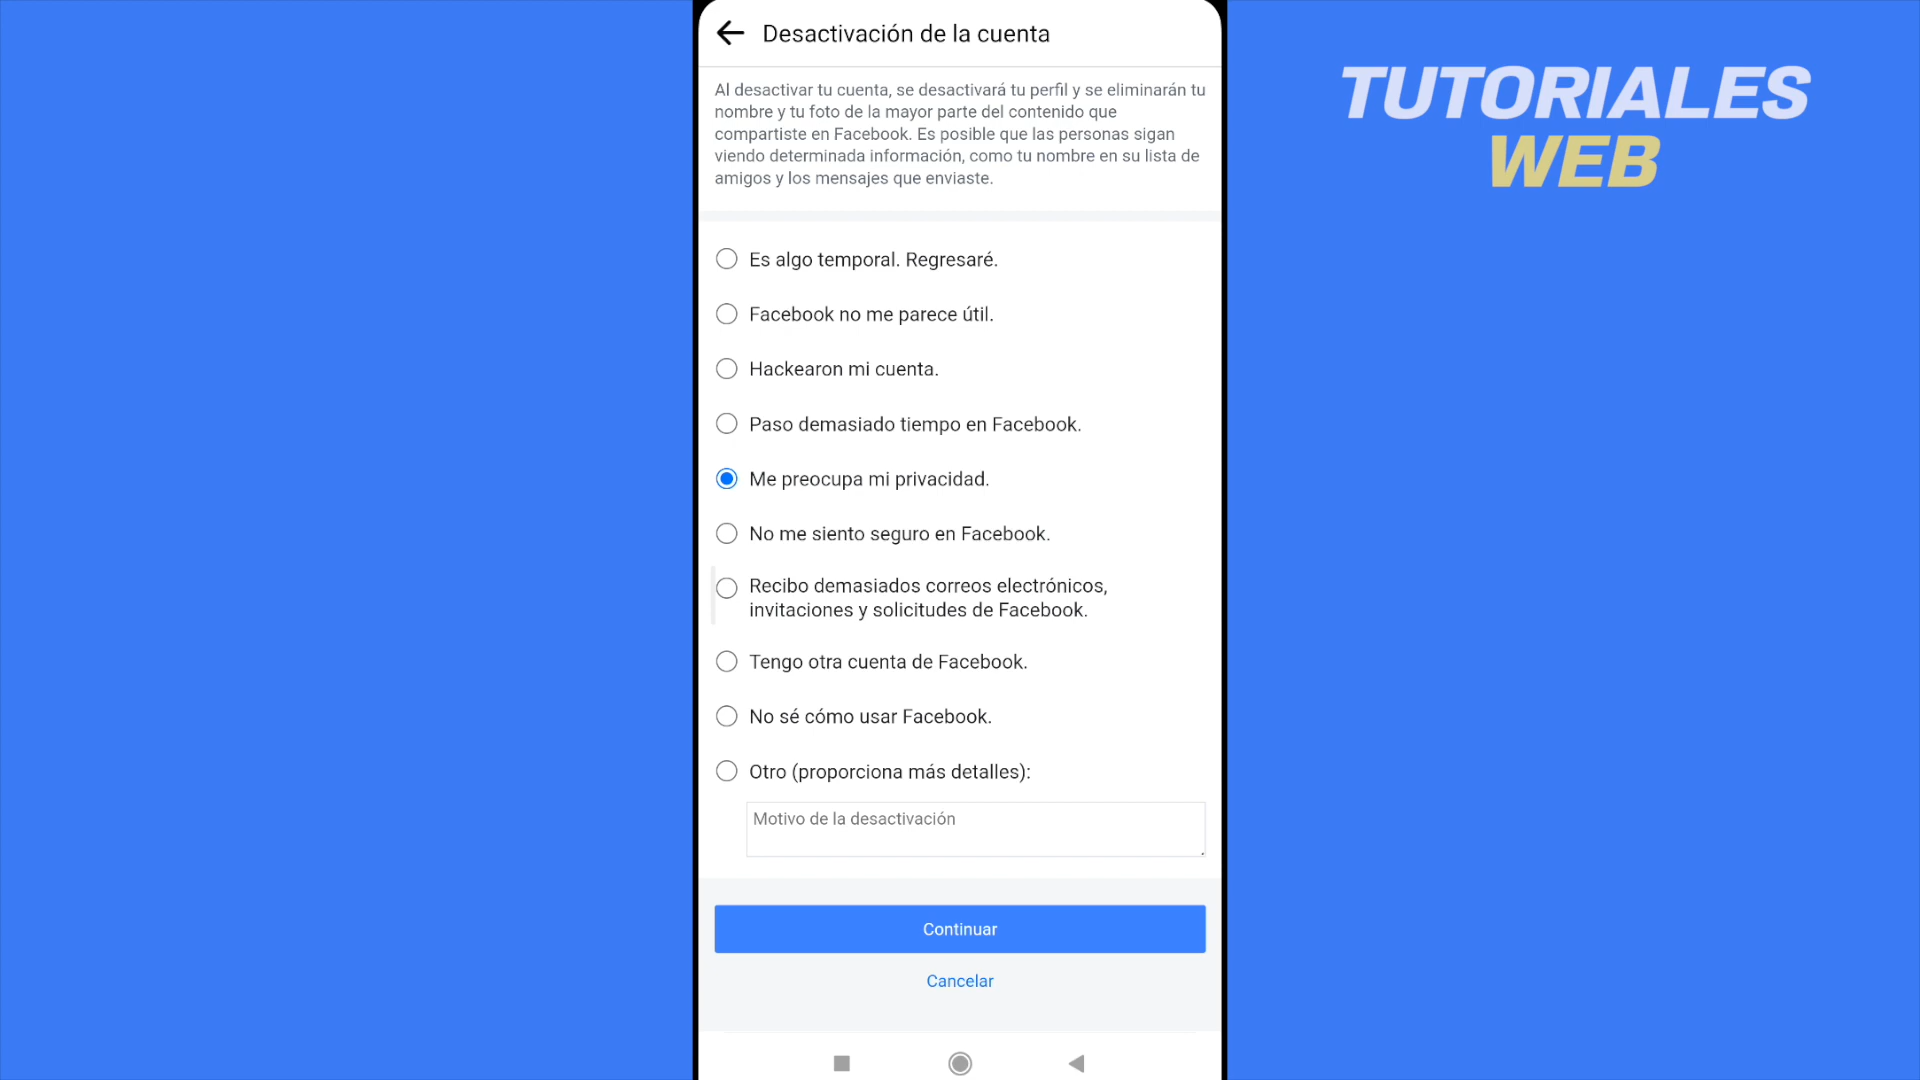 Desactivación de la cuenta
Al desactivar tu cuenta, se desactivará tu perfil y se eliminarán tu
nombre y tu foto de la mayor parte del contenido que
compartiste en Facebook. Es posible que las personas sigan
viendo determinada información, como tu nombre en su lista de
amigos y los mensajes que enviaste.
Es algo temporal. Regresaré.
Facebook no me parece útil.
Hackearon mi cuenta.
Paso demasiado tiempo en Facebook.
Me preocupa mi privacidad.
No me siento seguro en Facebook.
Recibo demasiados correos electrónicos,
invitaciones y solicitudes de Facebook.
Tengo otra cuenta de Facebook.
No sé cómo usar Facebook.
Otro (proporciona más detalles):
Motivo de la desactivación
Continuar
Cancelar
TUTORIALES
WEB